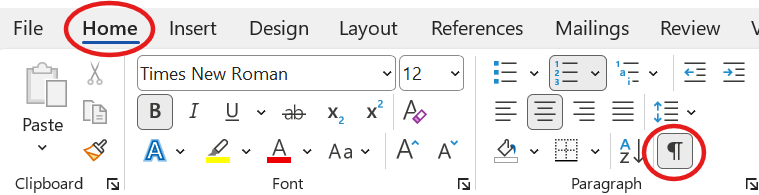 File Home Insert Design Layout References Mailings Review V
Times New Roman 12
B I U ab x₂ x² A
Paste
A A Aa A A A Z ¶
Clipboard Font Paragraph